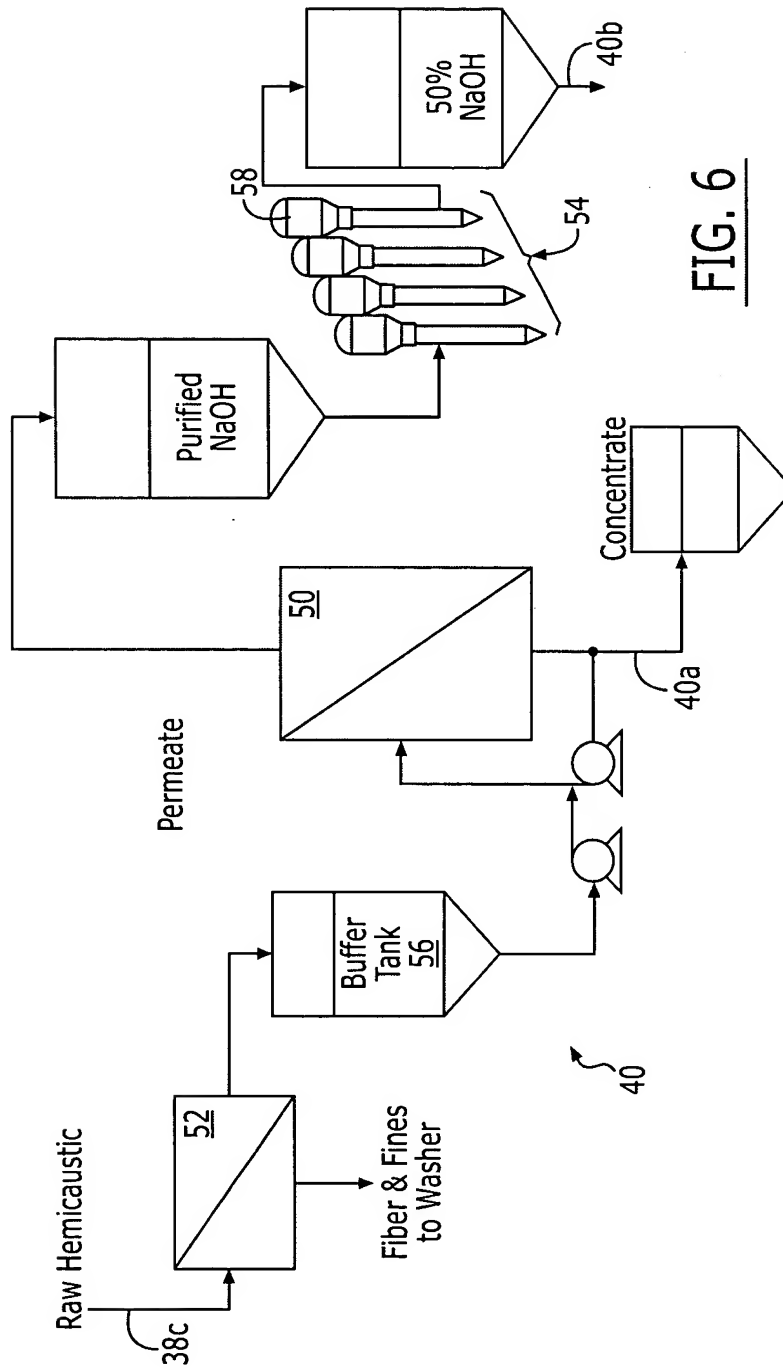 Raw Hemicaustic
38c
52
Fiber & Fines
to Washer
Buffer
Tank
56
40
Permeate
50
40a
Concentrate
Purified
NaOH
58
54
50%
NaOH
40b
FIG. 6